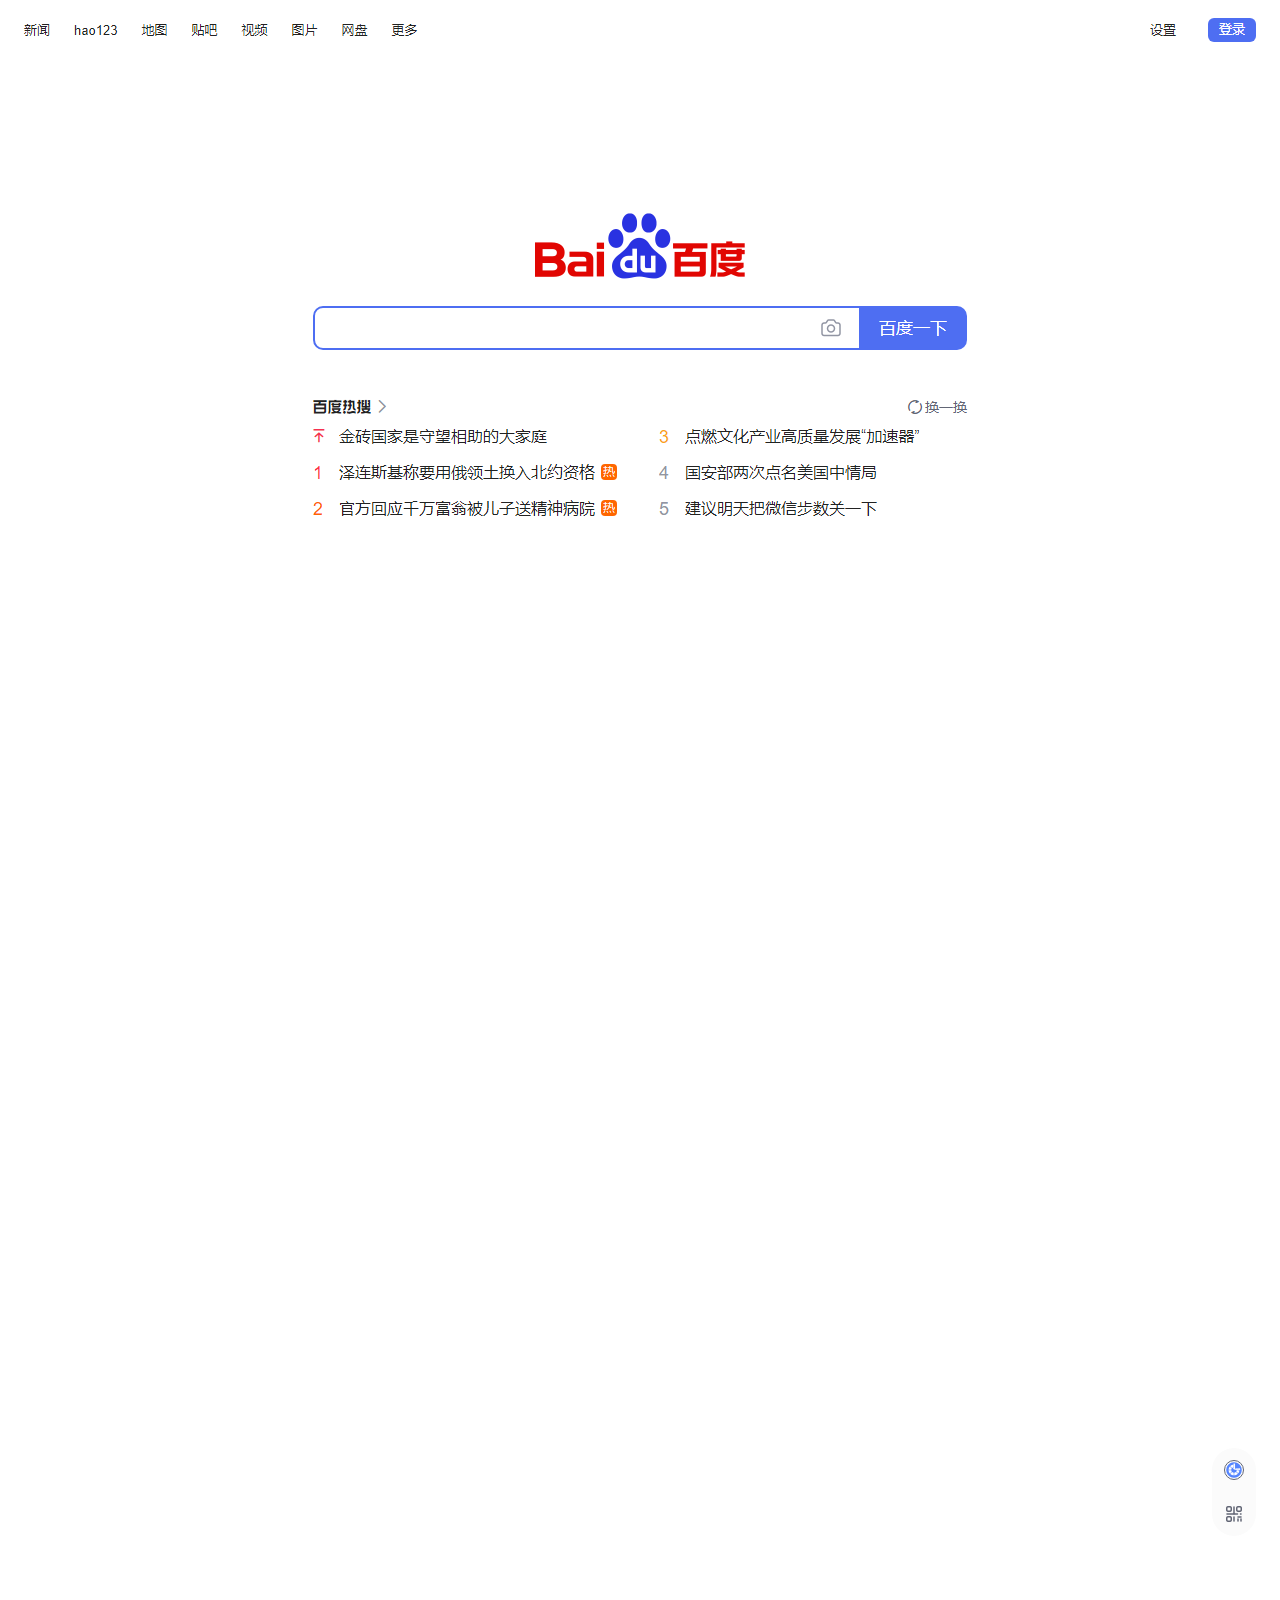 新闻 hao123 地图 贴吧 视频 图片 网盘 更多 设置 登录
Bai du 百度
百度一下
百度热搜 换一换
金砖国家是守望相助的大家庭
1 泽连斯基称要用俄领土换入北约资格 热
2 官方回应千万富翁被儿子送精神病院 热
3 点燃文化产业高质量发展“加速器”
4 国安部两次点名美国中情局
5 建议明天把微信步数关一下